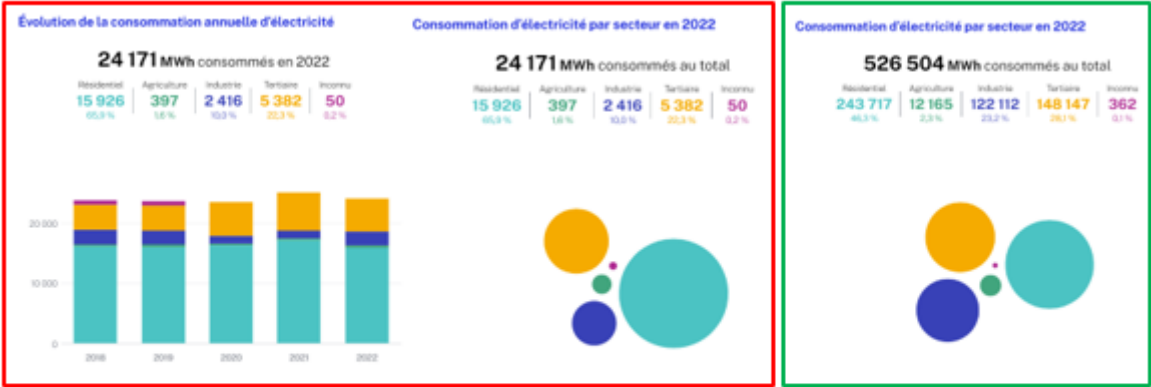 Évolution de la consommation annuelle d'électricité
24 171 MWh consommés en 2022
Résidentiel Agriculture Industrie Tertiaire Inconnu
15 926 397 2 416 5 382 50
65,9 % 1,6 % 10,0 % 22,3 % 0,2 %
20 000
10 000
0
2018 2019 2020 2021 2022
Consommation d'électricité par secteur en 2022
24 171 MWh consommés au total
Résidentiel Agriculture Industrie Tertiaire Inconnu
15 926 397 2 416 5 382 50
65,9 % 1,6 % 10,0 % 22,3 % 0,2 %
Consommation d'électricité par secteur en 2022
526 504 MWh consommés au total
Résidentiel Agriculture Industrie Tertiaire Inconnu
243 717 12 165 122 112 148 147 362
46,3 % 2,3 % 23,2 % 28,1 % 0,1 %